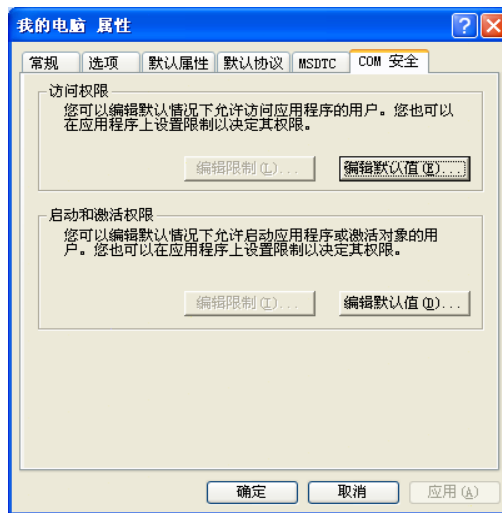 我的电脑 属性
常规 选项 默认属性 默认协议 MSDTC COM 安全
访问权限
您可以编辑默认情况下允许访问应用程序的用户。您也可以
在应用程序上设置限制以决定其权限。
编辑限制(L)... 编辑默认值(E)...
启动和激活权限
您可以编辑默认情况下允许启动应用程序或激活对象的用
户。您也可以在应用程序上设置限制以决定其权限。
编辑限制(I)... 编辑默认值(D)...
确定 取消 应用(A)